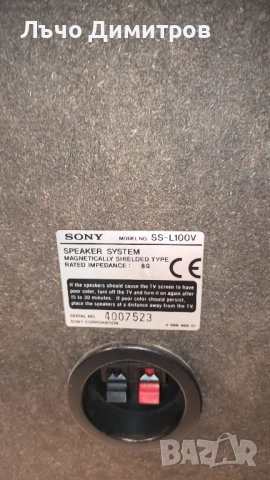 Лъчо Димитров
SONY MODEL NO. SS-L100V
SPEAKER SYSTEM
MAGNETICALLY SHIELDED TYPE
RATED IMPEDANCE: 8Ω
CE
If the speakers should cause the TV screen to have
poor color, turn off the TV and turn it on again after
15 to 30 minutes. If poor color should persist,
place the speakers at a distance from the TV.
SERIAL NO. 4007523
SONY CORPORATION
bazar.bg